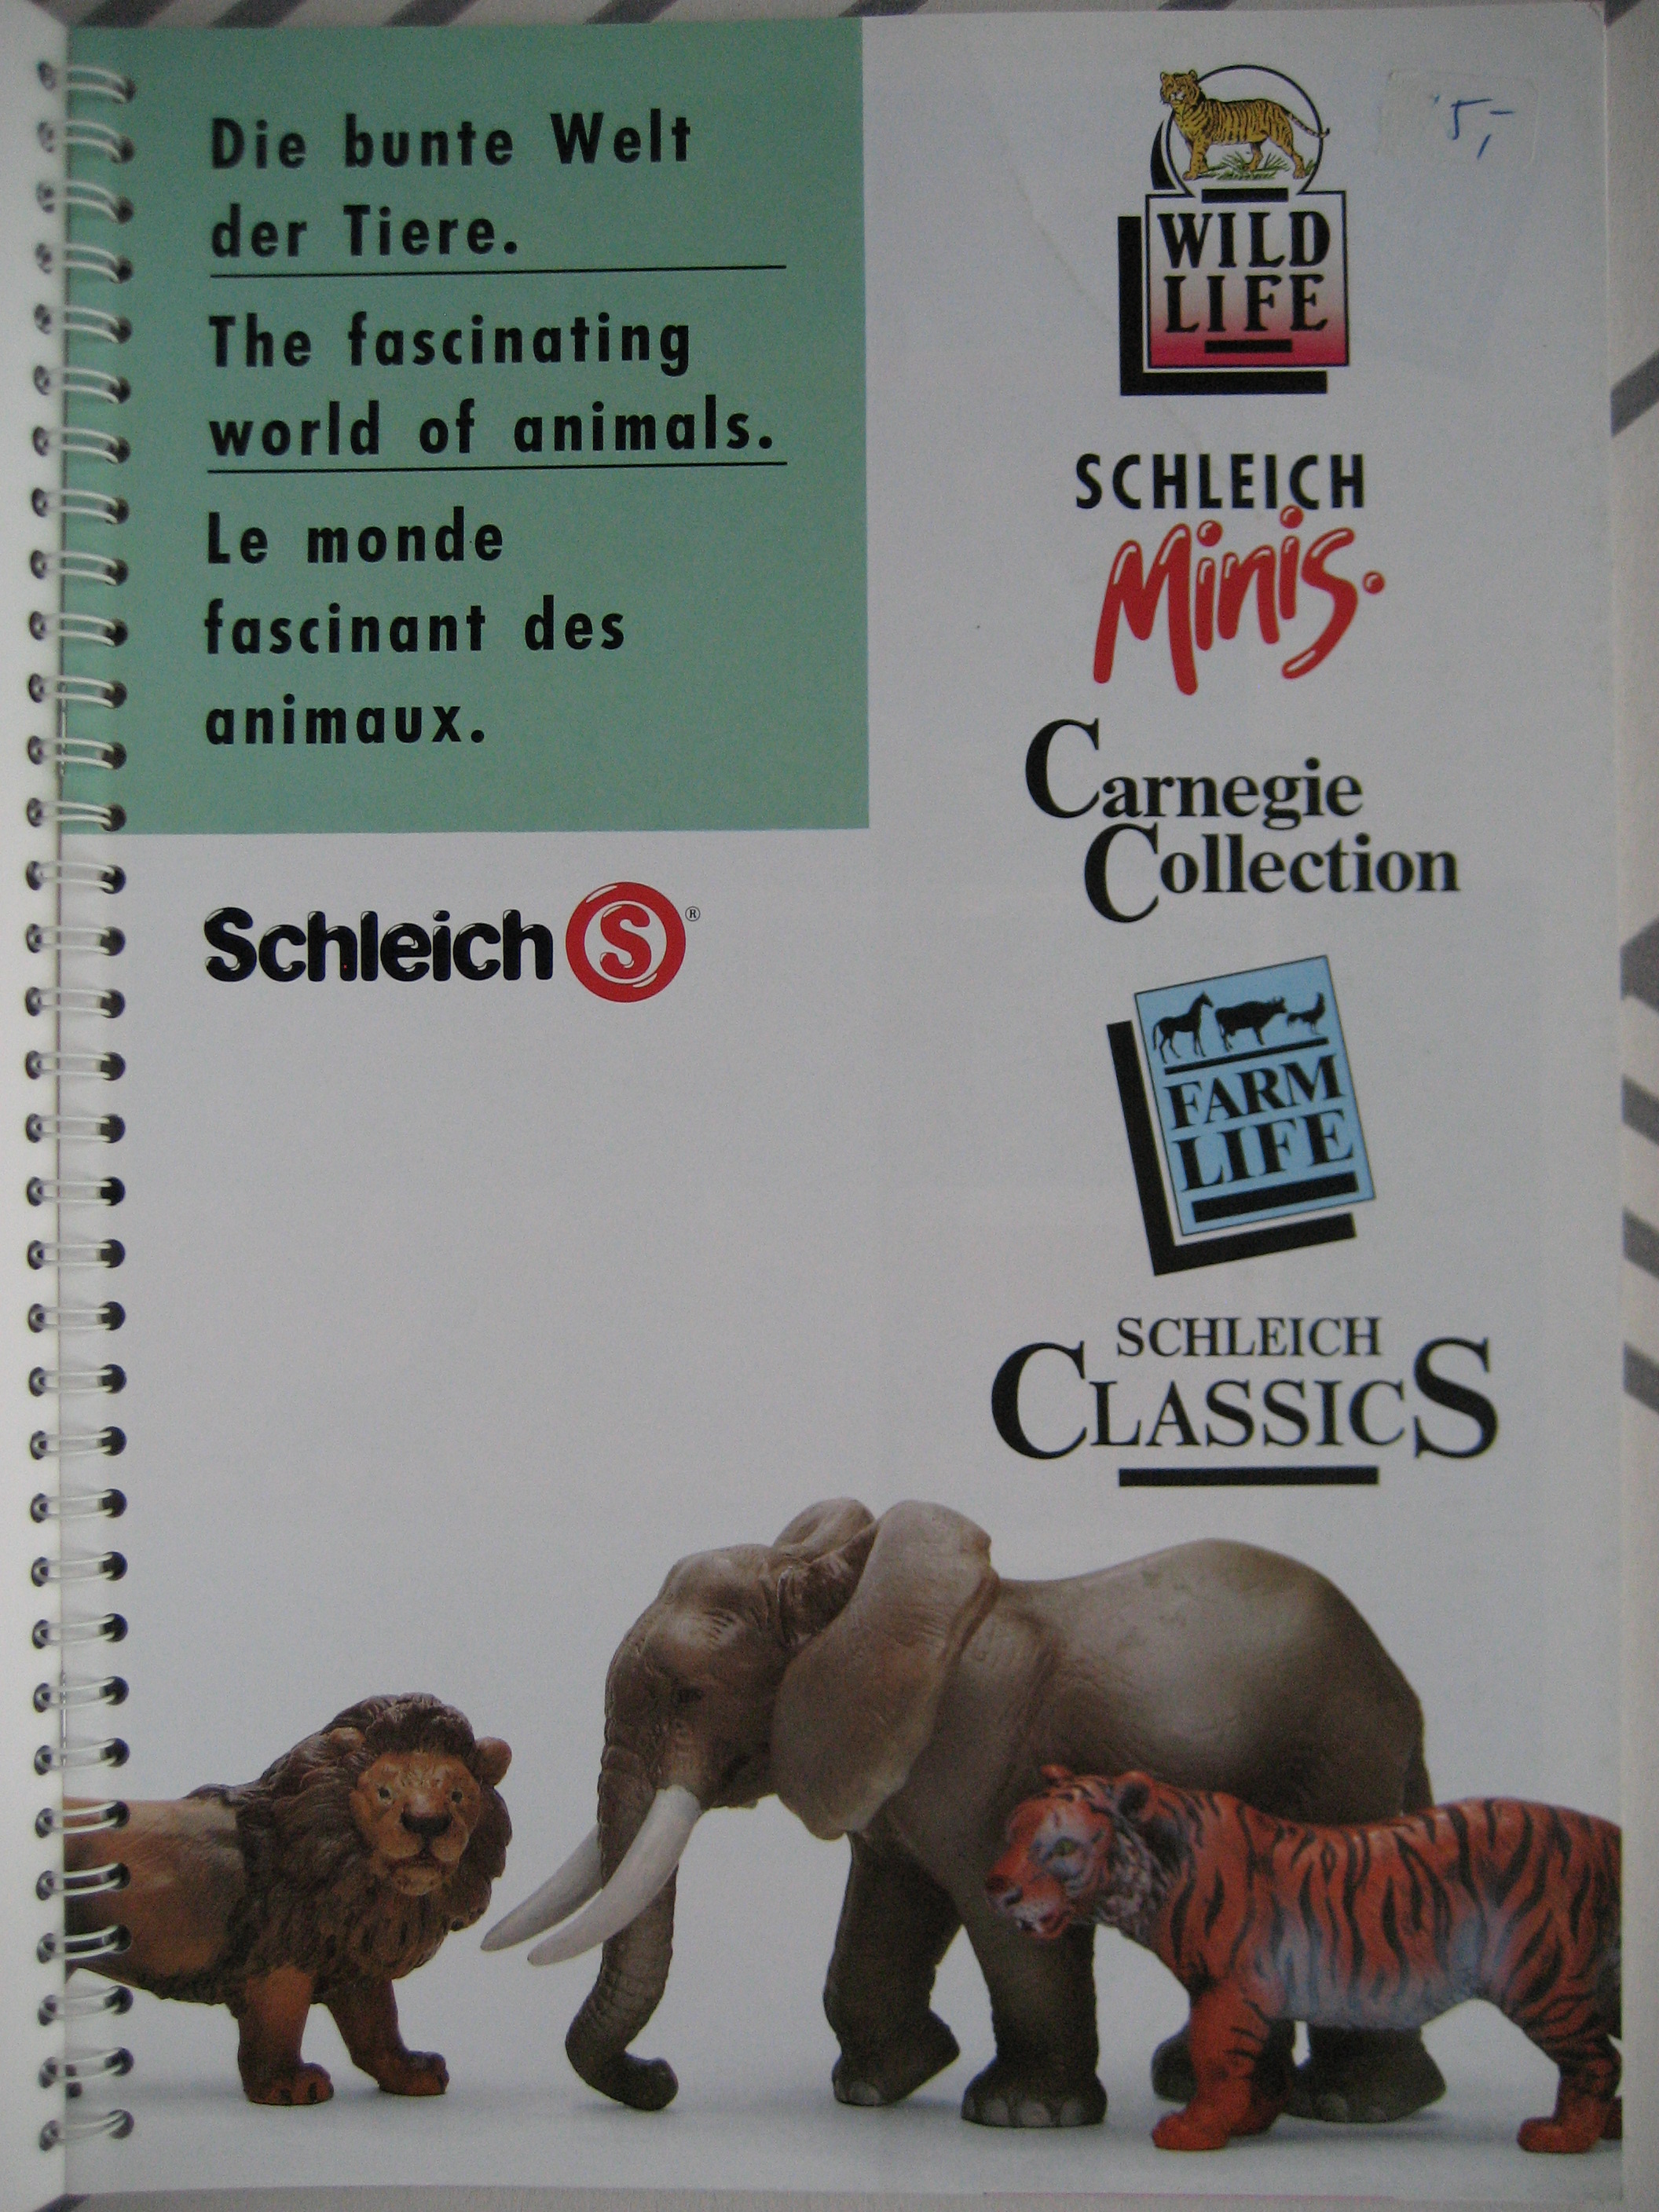 Die bunte Welt
der Tiere.
The fascinating
world of animals.
Le monde
fascinant des
animaux.
Schleich S ®
5,-
WILD
LIFE
SCHLEICH
Minis.
Carnegie
Collection
FARM
LIFE
SCHLEICH
CLASSICS